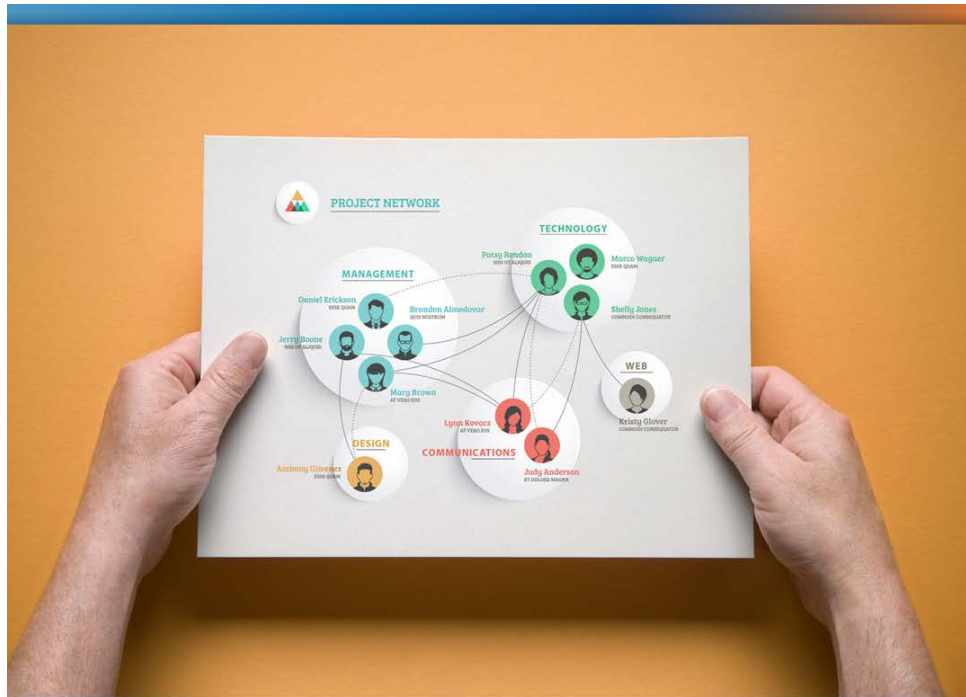 PROJECT NETWORK
TECHNOLOGY
Patsy Rendon
NISI UT ALIQUID
Marco Wagner
ESSE QUAM
MANAGEMENT
Daniel Erickson
ESSE QUAM
Brandon Almodovar
QUIS NOSTRUM
Shelly Jones
COMMODI CONSEQUATUR
Jerry Boone
NISI UT ALIQUID
WEB
Mary Brown
AT VERO EOS
Kristy Glover
COMMODI CONSEQUATUR
Lynn Kovacs
AT VERO EOS
DESIGN
COMMUNICATIONS
Anthony Gimenez
ESSE QUAM
Judy Anderson
ET DOLORE MAGNA